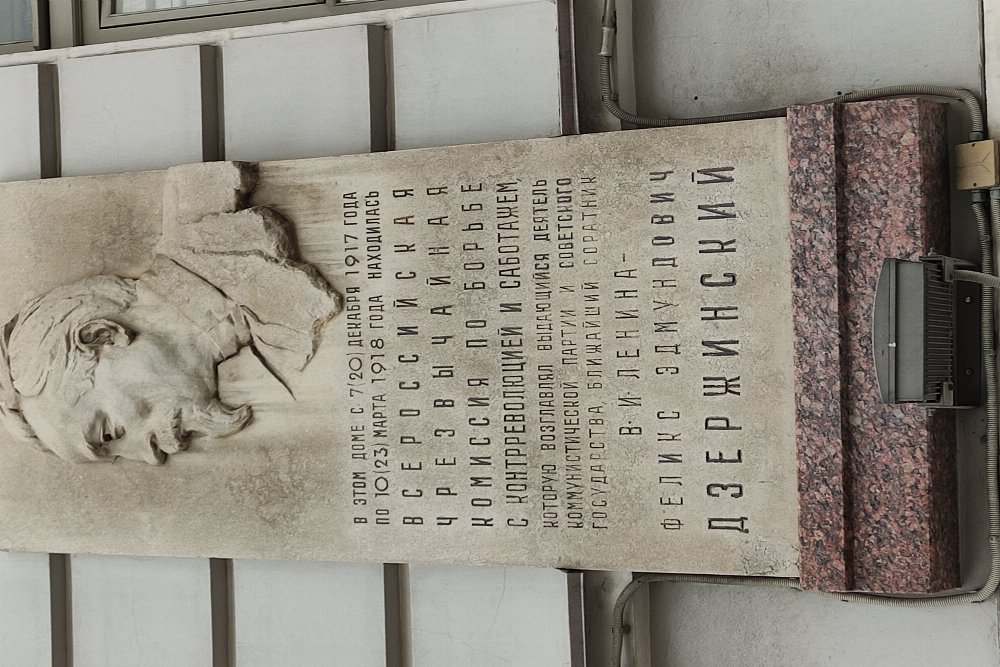 В ЭТОМ ДОМЕ С 7(20) ДЕКАБРЯ 1917 ГОДА
ПО 10(23) МАРТА 1918 ГОДА НАХОДИЛАСЬ
ВСЕРОССИЙСКАЯ
ЧРЕЗВЫЧАЙНАЯ
КОМИССИЯ ПО БОРЬБЕ
С КОНТРРЕВОЛЮЦИЕЙ И САБОТАЖЕМ,
КОТОРУЮ ВОЗГЛАВЛЯЛ ВЫДАЮЩИЙСЯ ДЕЯТЕЛЬ
КОММУНИСТИЧЕСКОЙ ПАРТИИ И СОВЕТСКОГО
ГОСУДАРСТВА, БЛИЖАЙШИЙ СОРАТНИК
В·И·ЛЕНИНА-
ФЕЛИКС ЭДМУНДОВИЧ
ДЗЕРЖИНСКИЙ